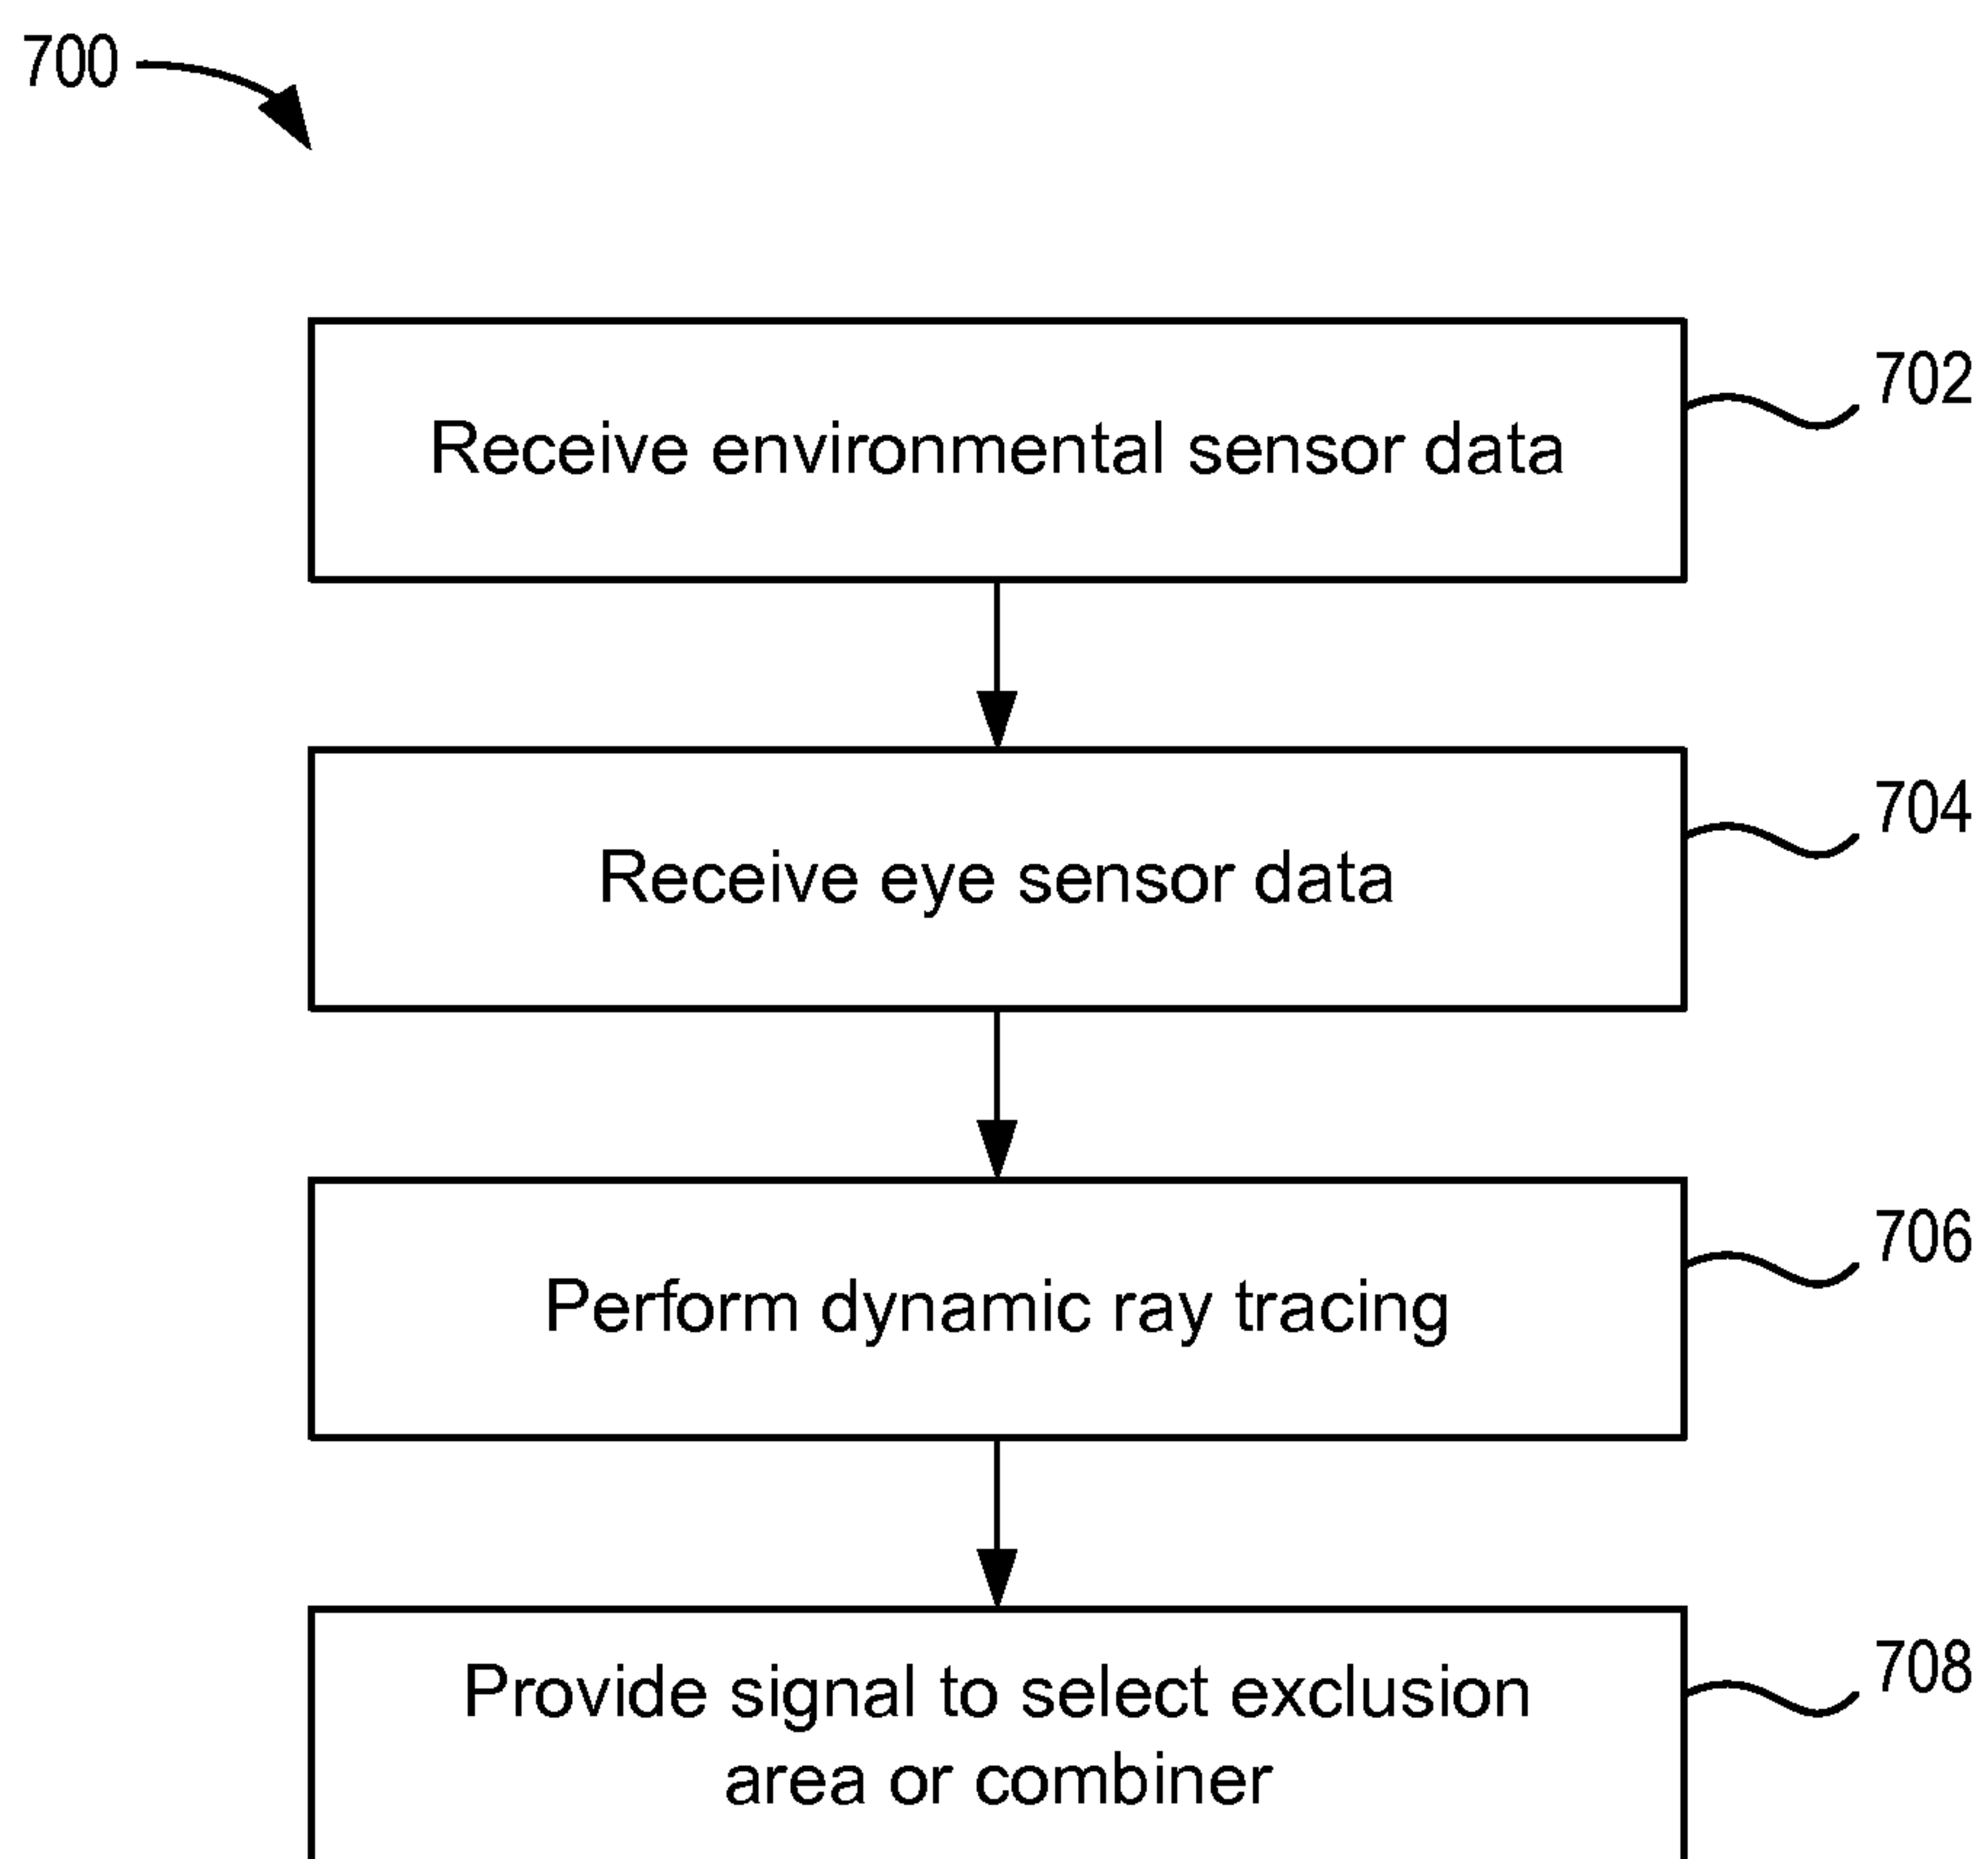 700
702
Receive environmental sensor data
704
Receive eye sensor data
706
Perform dynamic ray tracing
708
Provide signal to select exclusion
area or combiner